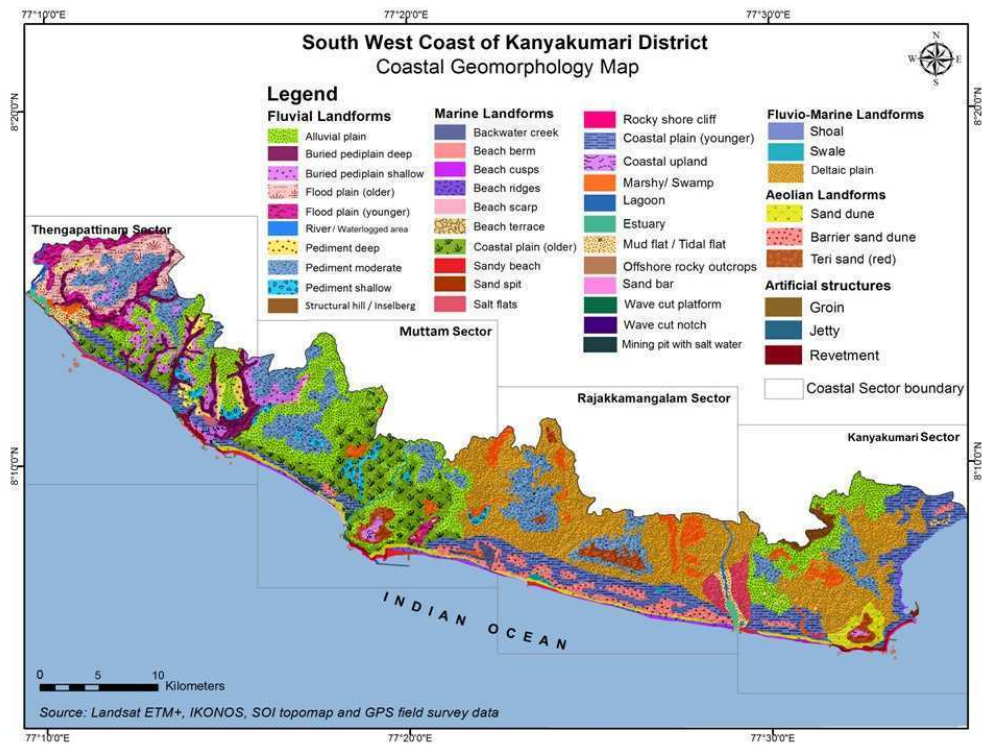 77°10'0"E 77°20'0"E 77°30'0"E
South West Coast of Kanyakumari District
Coastal Geomorphology Map
N
W E
S
8°20'0"N 8°20'0"N
Legend
Fluvial Landforms
Alluvial plain
Buried pediplain deep
Buried pediplain shallow
Flood plain (older)
Flood plain (younger)
River / Waterlogged area
Pediment deep
Pediment moderate
Pediment shallow
Structural hill / Inselberg
Marine Landforms
Backwater creek
Beach berm
Beach cusps
Beach ridges
Beach scarp
Beach terrace
Coastal plain (older)
Sandy beach
Sand spit
Salt flats
Rocky shore cliff
Coastal plain (younger)
Coastal upland
Marshy/ Swamp
Lagoon
Estuary
Mud flat / Tidal flat
Offshore rocky outcrops
Sand bar
Wave cut platform
Wave cut notch
Mining pit with salt water
Fluvio-Marine Landforms
Shoal
Swale
Deltaic plain
Aeolian Landforms
Sand dune
Barrier sand dune
Teri sand (red)
Artificial structures
Groin
Jetty
Revetment
Coastal Sector boundary
Thengapattinam Sector
Muttam Sector
Rajakkamangalam Sector
Kanyakumari Sector
8°10'0"N 8°10'0"N
INDIAN OCEAN
0 5 10
Kilometers
Source: Landsat ETM+, IKONOS, SOI topomap and GPS field survey data
77°10'0"E 77°20'0"E 77°30'0"E